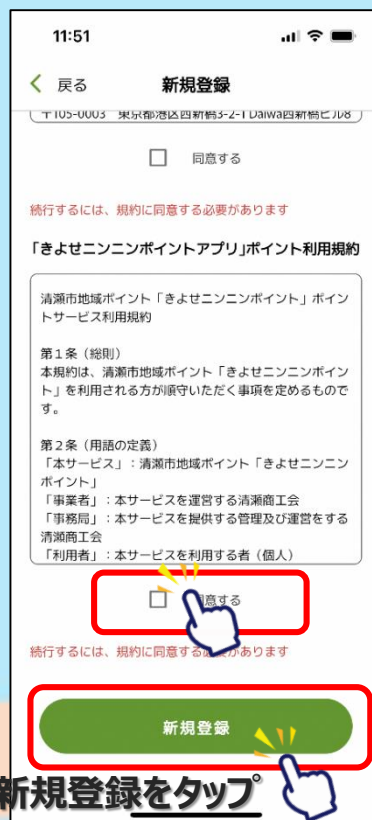 11:51
戻る
新規登録
〒105-0003 東京都港区西新橋3-2-1 Daiwa西新橋ビル8
同意する
続行するには、規約に同意する必要があります
「きよせニンニンポイントアプリ」ポイント利用規約
清瀬市地域ポイント「きよせニンニンポイント」ポイン
トサービス利用規約
第1条（総則）
本規約は、清瀬市地域ポイント「きよせニンニンポイン
ト」を利用される方が順守いただく事項を定めるもので
す。
第2条（用語の定義）
「本サービス」：清瀬市地域ポイント「きよせニンニン
ポイント」
「事業者」：本サービスを運営する清瀬商工会
「事務局」：本サービスを提供する管理及び運営をする
清瀬商工会
「利用者」：本サービスを利用する者（個人）
同意する
続行するには、規約に同意する必要があります
新規登録
新規登録をタップ